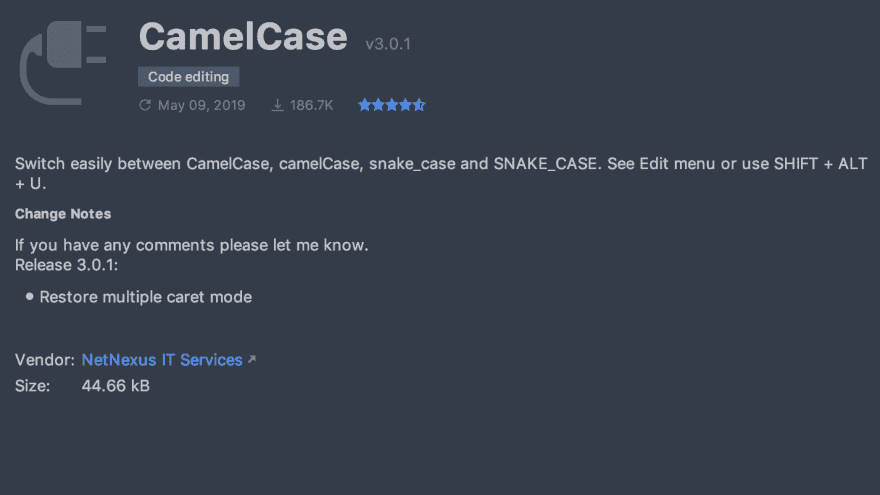 CamelCase v3.0.1
Code editing
May 09, 2019 186.7K
Switch easily between CamelCase, camelCase, snake_case and SNAKE_CASE. See Edit menu or use SHIFT + ALT
+ U.
Change Notes
If you have any comments please let me know.
Release 3.0.1:
• Restore multiple caret mode
Vendor: NetNexus IT Services
Size: 44.66 kB